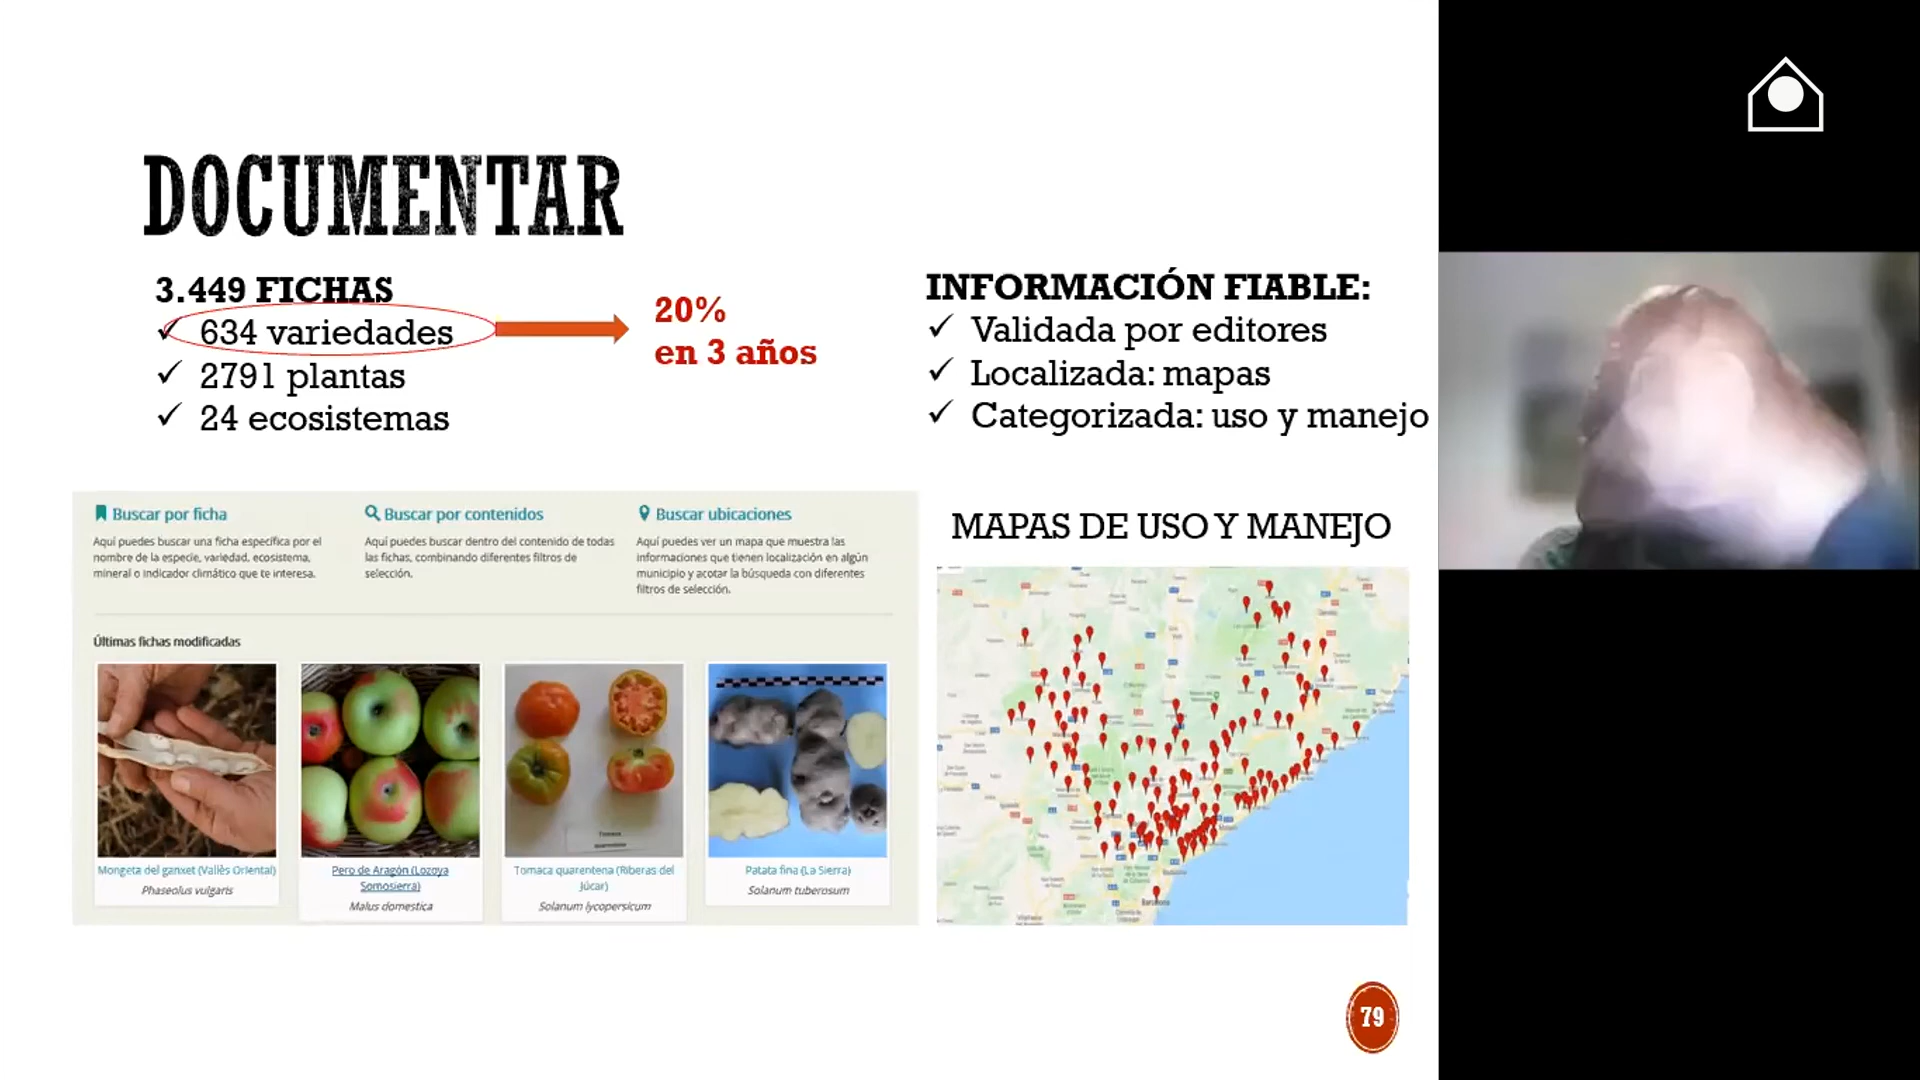 DOCUMENTAR
3.449 FICHAS
634 variedades
2791 plantas
24 ecosistemas
20%
en 3 años
INFORMACIÓN FIABLE:
Validada por editores
Localizada: mapas
Categorizada: uso y manejo
Buscar por ficha
Aquí puedes buscar una ficha específica por el
nombre de la especie, variedad, ecosistema,
mineral o indicador climático que te interesa.
Buscar por contenidos
Aquí puedes buscar dentro del contenido de todas
las fichas, combinando diferentes filtros de
selección.
Buscar ubicaciones
Aquí puedes ver un mapa que muestra las
informaciones que tienen localización en algún
municipio y acotar la búsqueda con diferentes
filtros de selección.
Últimas fichas modificadas
Mongeta del ganxet (Vallès Oriental)
Phaseolus vulgaris
Pero de Aragón (Lozoya
Somosierra)
Malus domestica
Tomaca quarentena (Riberas del
Júcar)
Solanum lycopersicum
Patata fina (La Sierra)
Solanum tuberosum
MAPAS DE USO Y MANEJO
Barcelona
79